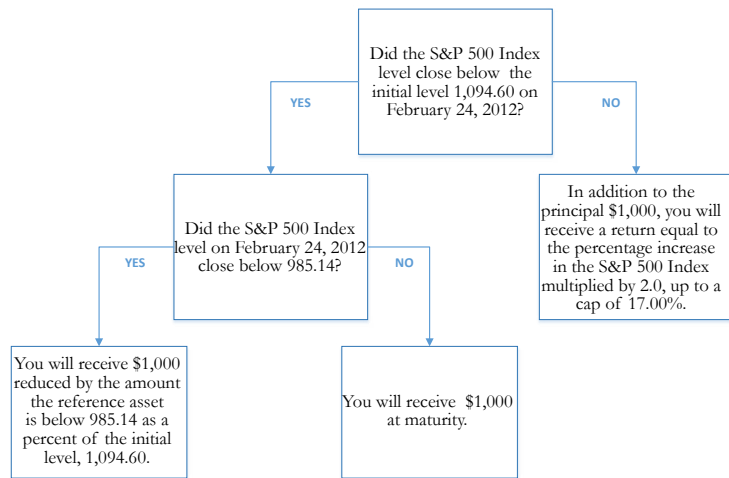 Did the S&P 500 Index
level close below the
initial level 1,094.60 on
February 24, 2012?
YES
NO
Did the S&P 500 Index
level on February 24, 2012
close below 985.14?
In addition to the
principal $1,000, you will
receive a return equal to
the percentage increase
in the S&P 500 Index
multiplied by 2.0, up to a
cap of 17.00%.
YES
NO
You will receive $1,000
reduced by the amount
the reference asset
is below 985.14 as a
percent of the initial
level, 1,094.60.
You will receive $1,000
at maturity.